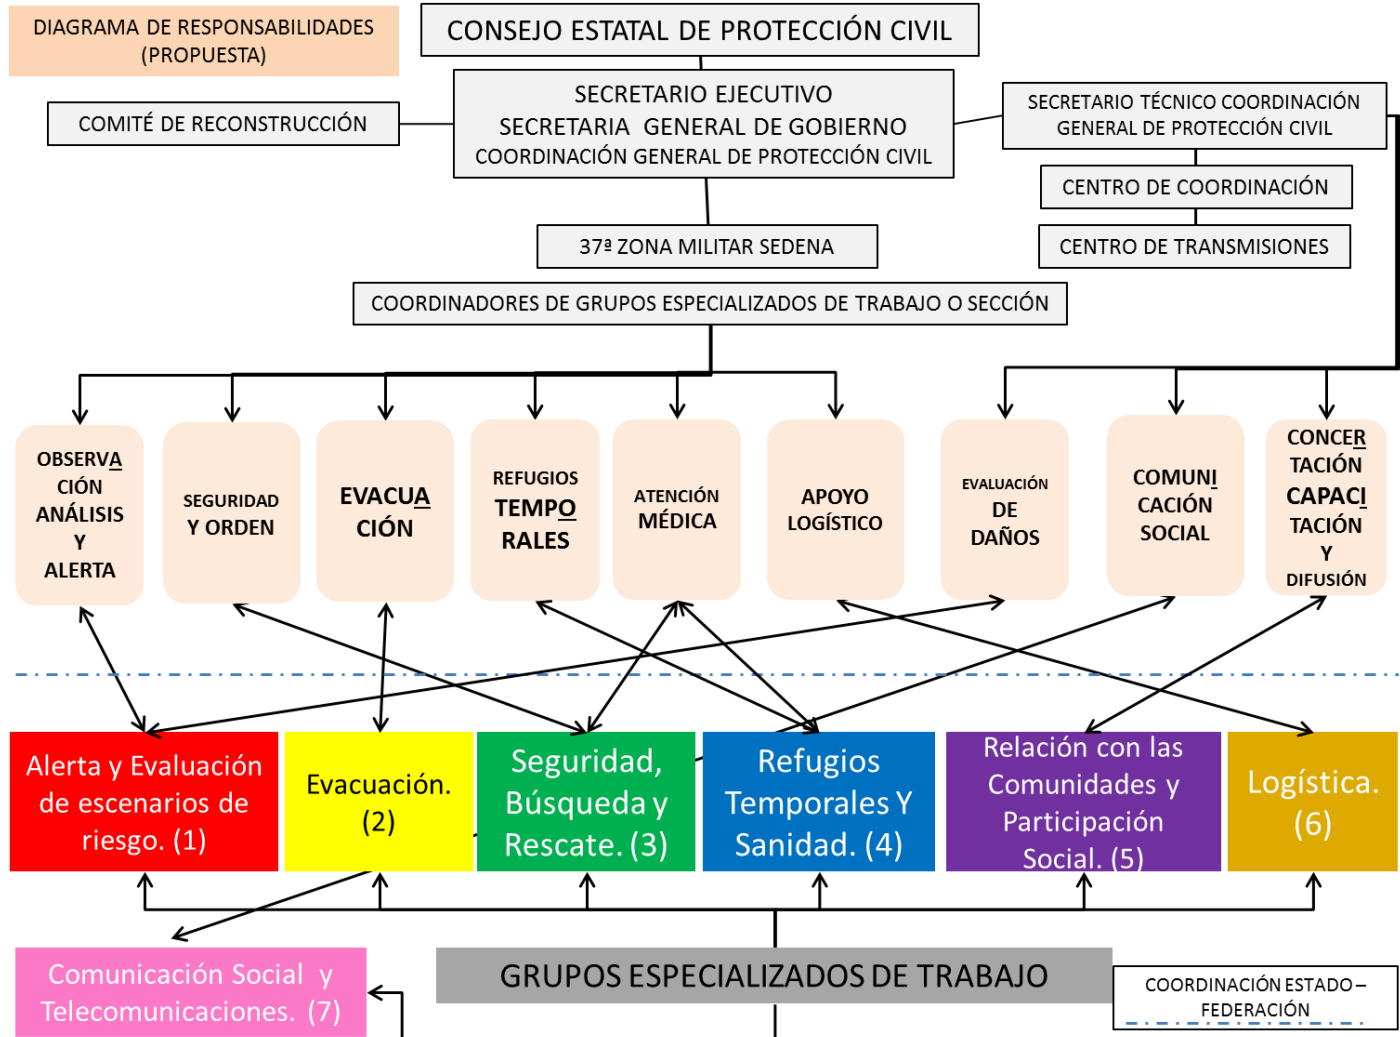 DIAGRAMA DE RESPONSABILIDADES
(PROPUESTA)
CONSEJO ESTATAL DE PROTECCIÓN CIVIL
SECRETARIO EJECUTIVO
SECRETARIA GENERAL DE GOBIERNO
COORDINACIÓN GENERAL DE PROTECCIÓN CIVIL
COMITÉ DE RECONSTRUCCIÓN
SECRETARIO TÉCNICO COORDINACIÓN
GENERAL DE PROTECCIÓN CIVIL
CENTRO DE COORDINACIÓN
CENTRO DE TRANSMISIONES
37ª ZONA MILITAR SEDENA
COORDINADORES DE GRUPOS ESPECIALIZADOS DE TRABAJO O SECCIÓN
OBSERVA
CIÓN
ANÁLISIS
Y
ALERTA
SEGURIDAD
Y ORDEN
EVACUA
CIÓN
REFUGIOS
TEMPO
RALES
ATENCIÓN
MÉDICA
APOYO
LOGÍSTICO
EVALUACIÓN
DE
DAÑOS
COMUNI
CACIÓN
SOCIAL
CONCER
TACIÓN
CAPACI
TACIÓN
Y
DIFUSIÓN
Alerta y Evaluación
de escenarios de
riesgo. (1)
Evacuación.
(2)
Seguridad,
Búsqueda y
Rescate. (3)
Refugios
Temporales Y
Sanidad. (4)
Relación con las
Comunidades y
Participación
Social. (5)
Logística.
(6)
Comunicación Social y
Telecomunicaciones. (7)
GRUPOS ESPECIALIZADOS DE TRABAJO
COORDINACIÓN ESTADO –
FEDERACIÓN